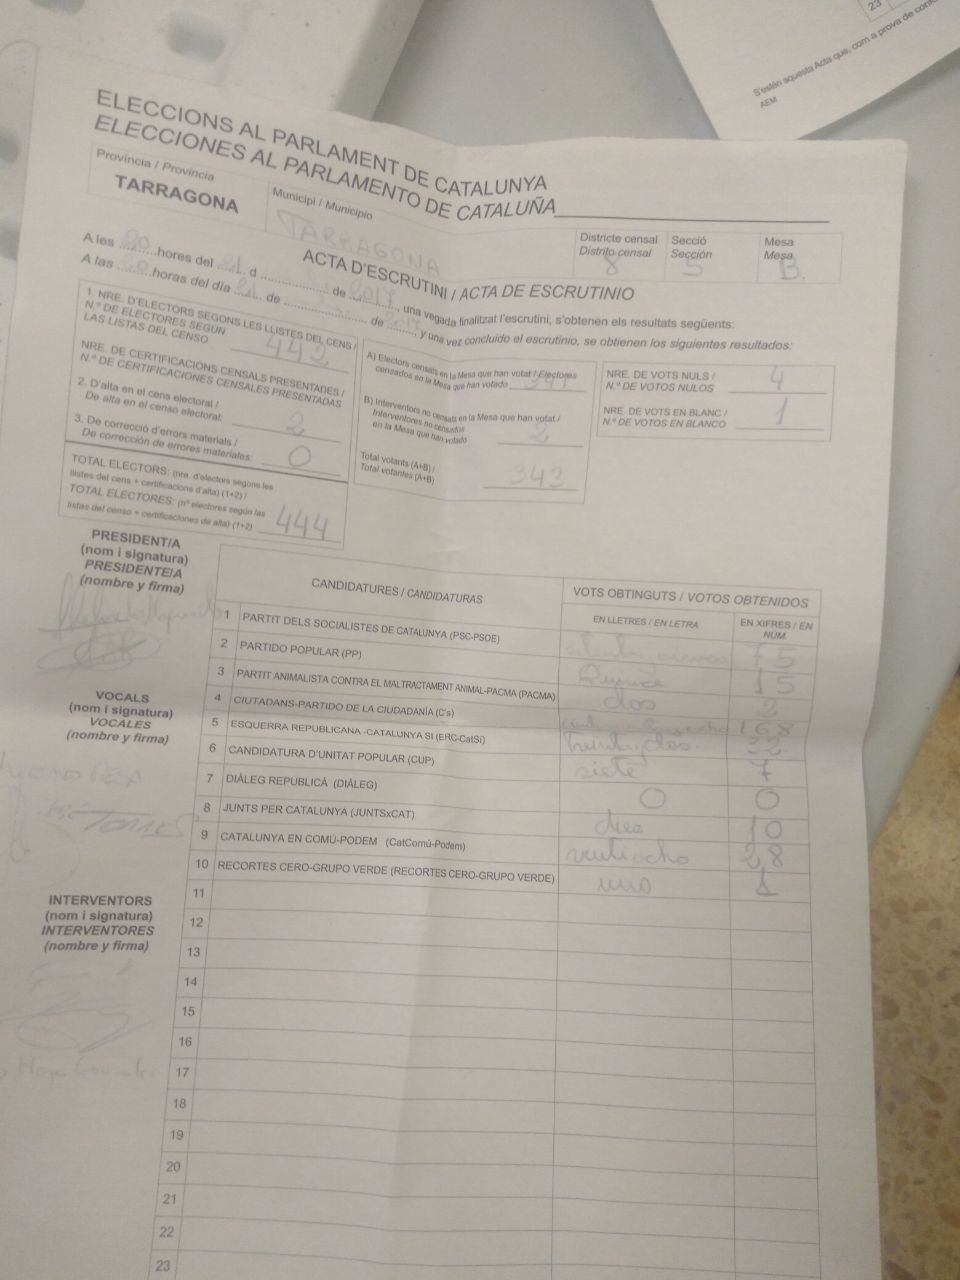 23
S'estén aquesta Acta que, com a prova de
AEM
ELECCIONS AL PARLAMENT DE CATALUNYA
ELECCIONES AL PARLAMENTO DE CATALUÑA
Província / Provincia
TARRAGONA
Municipi / Municipio
TARRAGONA
Districte censal
Distrito censal
8
Secció
Sección
5
Mesa
Mesa
B.
ACTA D'ESCRUTINI / ACTA DE ESCRUTINIO
A les 20 hores del 21 d ........ de 2017, una vegada finalitzat l'escrutini, s'obtenen els resultats següents:
A las 20 horas del día 21 de ........ de 2017, y una vez concluido el escrutinio, se obtienen los siguientes resultados:
1. NRE. D'ELECTORS SEGONS LES LLISTES DEL CENS /
N.º DE ELECTORES SEGÚN
LAS LISTAS DEL CENSO 442
NRE. DE CERTIFICACIONS CENSALS PRESENTADES /
N.º DE CERTIFICACIONES CENSALES PRESENTADAS
2. D'alta en el cens electoral /
De alta en el censo electoral: 2
3. De correcció d'errors materials /
De corrección de errores materiales: 0
TOTAL ELECTORS: (nre. d'electors segons les
llistes del cens + certificacions d'alta) (1+2) /
TOTAL ELECTORES: (nº electores según las
listas del censo + certificaciones de alta) (1+2) 444
A) Electors censats en la Mesa que han votat / Electores
censados en la Mesa que han votado 341
B) Interventors no censats en la Mesa que han votat /
Interventores no censados
en la Mesa que han votado 2
Total votants (A+B) /
Total votantes (A+B) 343
NRE. DE VOTS NULS /
N.º DE VOTOS NULOS 4
NRE. DE VOTS EN BLANC /
N.º DE VOTOS EN BLANCO 1
PRESIDENT/A
(nom i signatura)
PRESIDENTE/A
(nombre y firma)
VOCALS
(nom i signatura)
VOCALES
(nombre y firma)
TORRES
INTERVENTORS
(nom i signatura)
INTERVENTORES
(nombre y firma)
CANDIDATURES / CANDIDATURAS
VOTS OBTINGUTS / VOTOS OBTENIDOS
EN LLETRES / EN LETRA
EN XIFRES / EN NÚM.
1 PARTIT DELS SOCIALISTES DE CATALUNYA (PSC-PSOE) setenta y cinco 75
2 PARTIDO POPULAR (PP) Quince 15
3 PARTIT ANIMALISTA CONTRA EL MALTRACTAMENT ANIMAL-PACMA (PACMA) dos 2
4 CIUTADANS-PARTIDO DE LA CIUDADANÍA (C's) 168
5 ESQUERRA REPUBLICANA -CATALUNYA SÍ (ERC-CatSí) treinta y dos 32
6 CANDIDATURA D'UNITAT POPULAR (CUP) siete 7
7 DIÀLEG REPUBLICÀ (DIÀLEG) 0 0
8 JUNTS PER CATALUNYA (JUNTSxCAT) diez 10
9 CATALUNYA EN COMÚ-PODEM (CatComú-Podem) veintiocho 28
10 RECORTES CERO-GRUPO VERDE (RECORTES CERO-GRUPO VERDE) uno 1
11
12
13
14
15
16
17
18
19
20
21
22
23